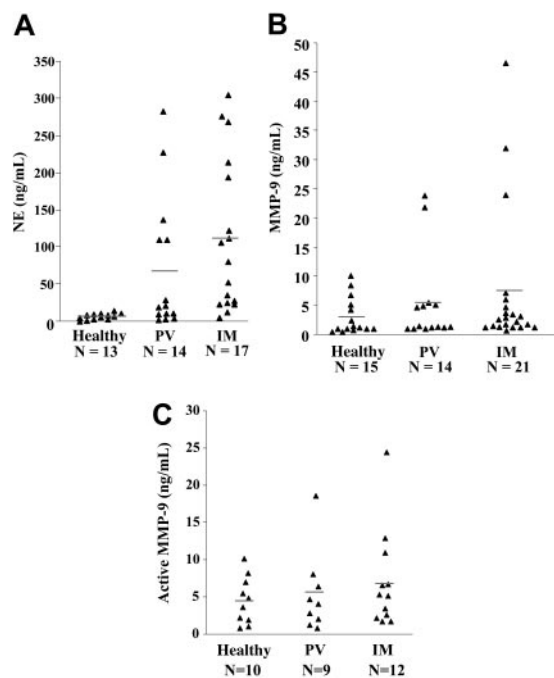 A
350
300
250
200
150
100
50
0
NE (ng/mL)
Healthy PV IM
N = 13 N = 14 N = 17
B
50
45
40
35
30
25
20
15
10
5
0
MMP-9 (ng/mL)
Healthy PV IM
N = 15 N = 14 N = 21
C
30
25
20
15
10
5
0
Active MMP-9 (ng/mL)
Healthy PV IM
N=10 N=9 N=12